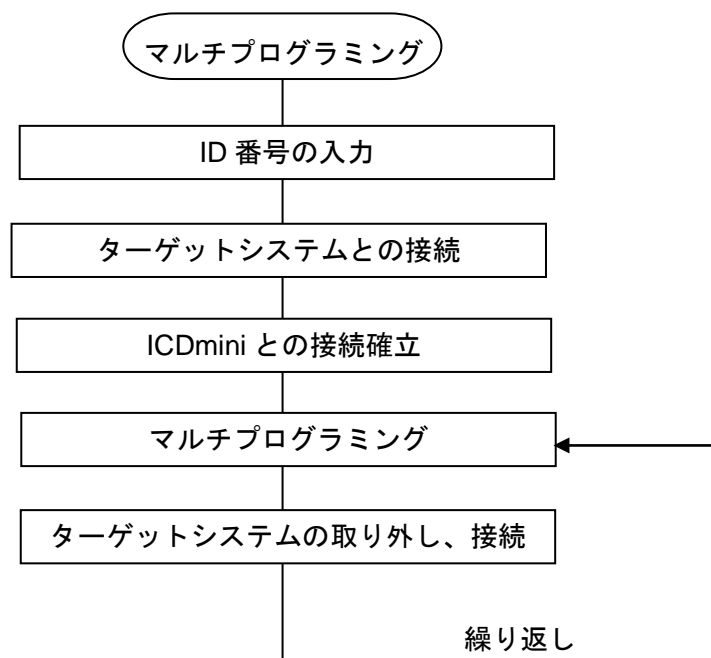 マルチプログラミング
ID 番号の入力
ターゲットシステムとの接続
ICDmini との接続確立
マルチプログラミング
ターゲットシステムの取り外し、接続
繰り返し